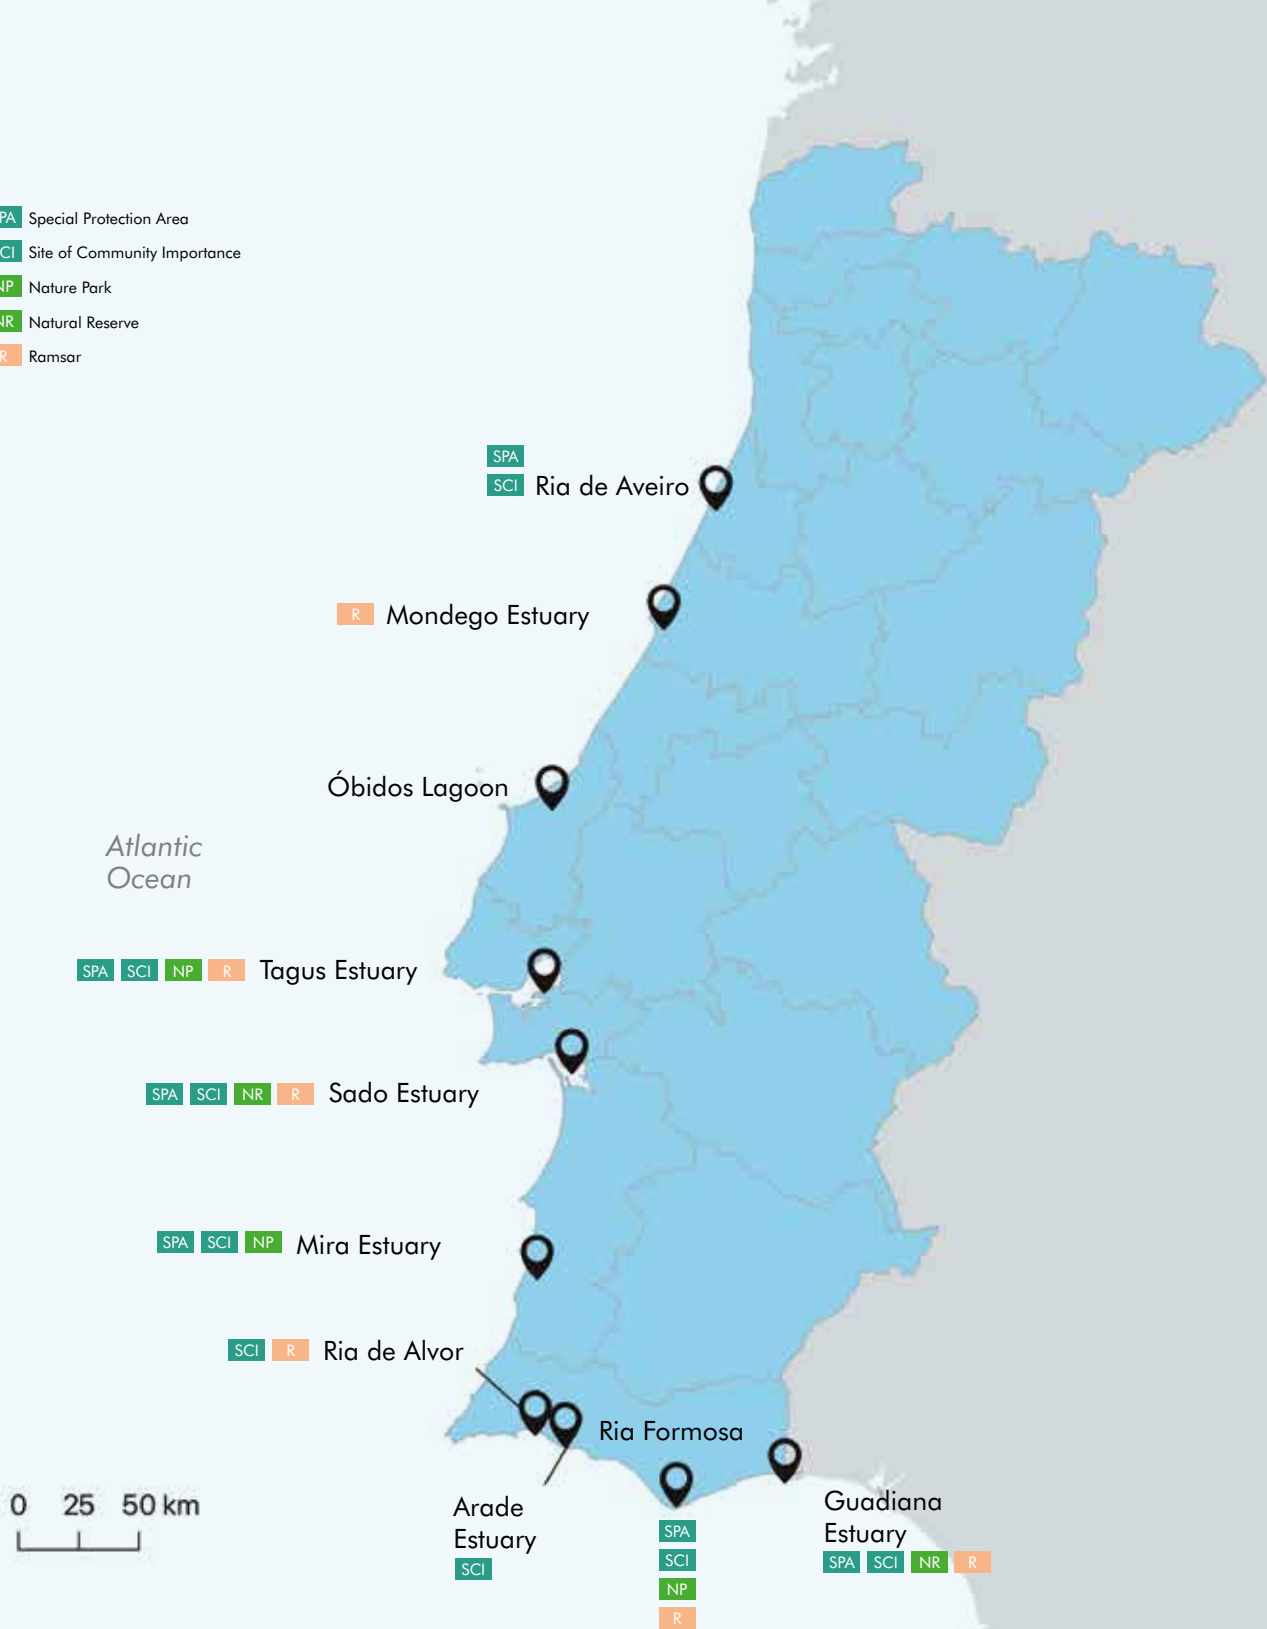 PA Special Protection Area
CI Site of Community Importance
NP Nature Park
NR Natural Reserve
R Ramsar
SPA
SCI Ria de Aveiro
R Mondego Estuary
Óbidos Lagoon
Atlantic
Ocean
SPA SCI NP R Tagus Estuary
SPA SCI NR R Sado Estuary
SPA SCI NP Mira Estuary
SCI R Ria de Alvor
Ria Formosa
SPA
SCI
NP
R
Arade
Estuary
SCI
Guadiana
Estuary
SPA SCI NR R
0 25 50 km